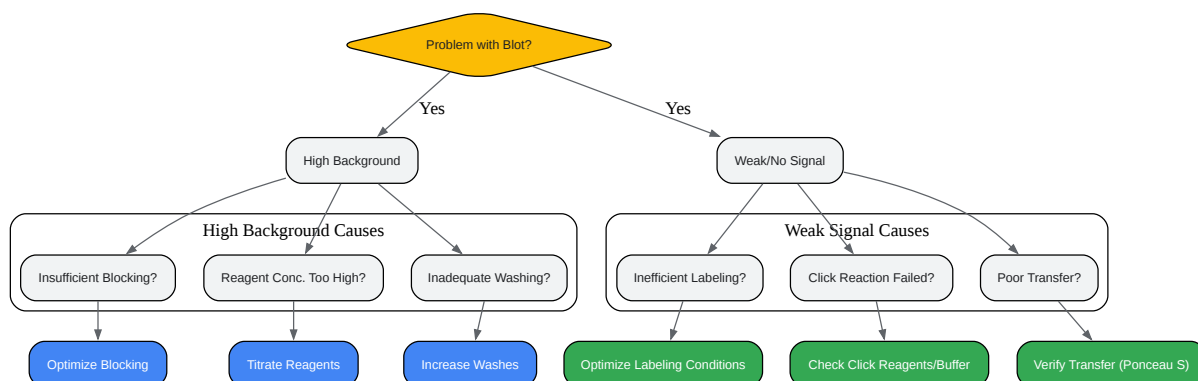 Problem with Blot?
Yes
Yes
High Background
Weak/No Signal
High Background Causes
Weak Signal Causes
Insufficient Blocking?
Reagent Conc. Too High?
Inadequate Washing?
Inefficient Labeling?
Click Reaction Failed?
Poor Transfer?
Optimize Blocking
Titrate Reagents
Increase Washes
Optimize Labeling Conditions
Check Click Reagents/Buffer
Verify Transfer (Ponceau S)